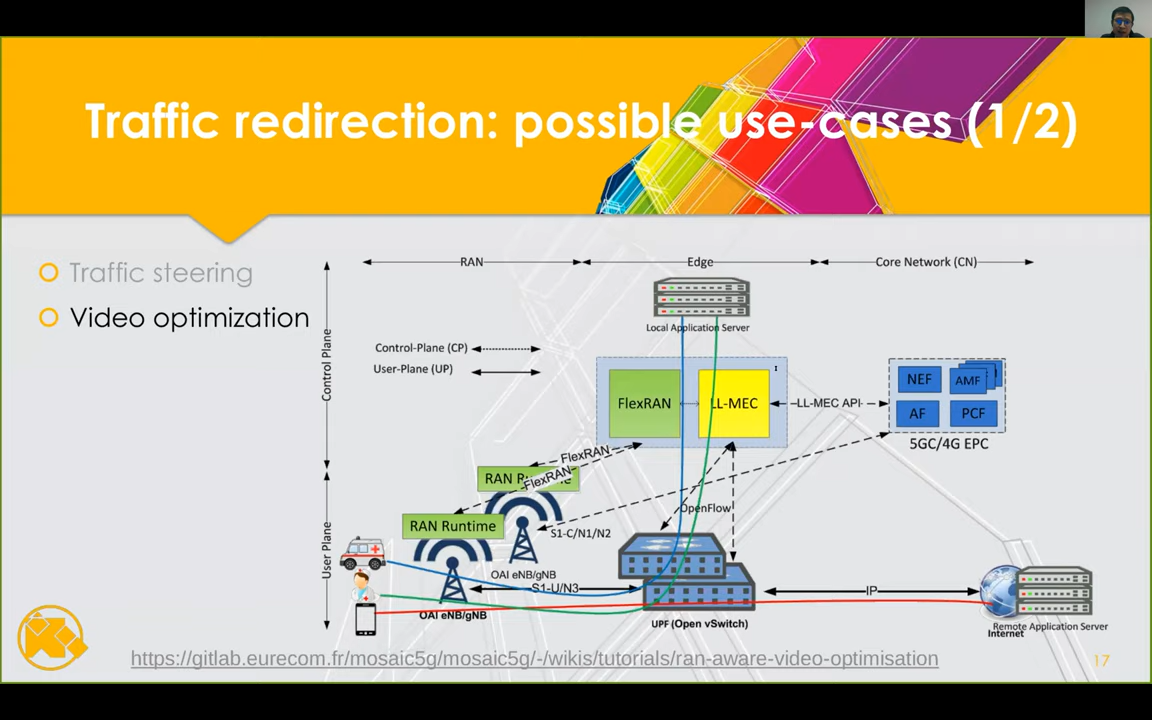 Traffic redirection: possible use-cases (1/2)
Traffic steering
Video optimization
RAN
Edge
Core Network (CN)
Control Plane
User Plane
Control-Plane (CP)
User-Plane (UP)
Local Application Server
FlexRAN
LL-MEC
LL-MEC API
NEF
AMF
AF
PCF
5GC/4G EPC
FlexRAN
FlexRAN
RAN Runtime
OpenFlow
S1-C/N1/N2
OAI eNB/gNB
S1-U/N3
OAI eNB/gNB
UPF (Open vSwitch)
IP
Remote Application Server
Internet
https://gitlab.eurecom.fr/mosaic5g/mosaic5g/-/wikis/tutorials/ran-aware-video-optimisation
17